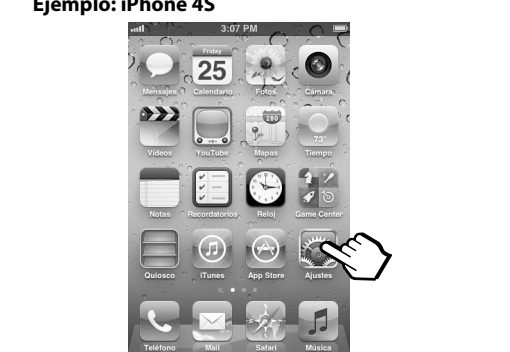 Ejemplo: iPhone 4S
3:07 PM
Friday
25
Mensajes Calendario Fotos Cámara
280
73°
Videos YouTube Mapas Tiempo
Notas Recordatorios Reloj Game Center
Quiosco iTunes App Store Ajustes
Teléfono Mail Safari Música